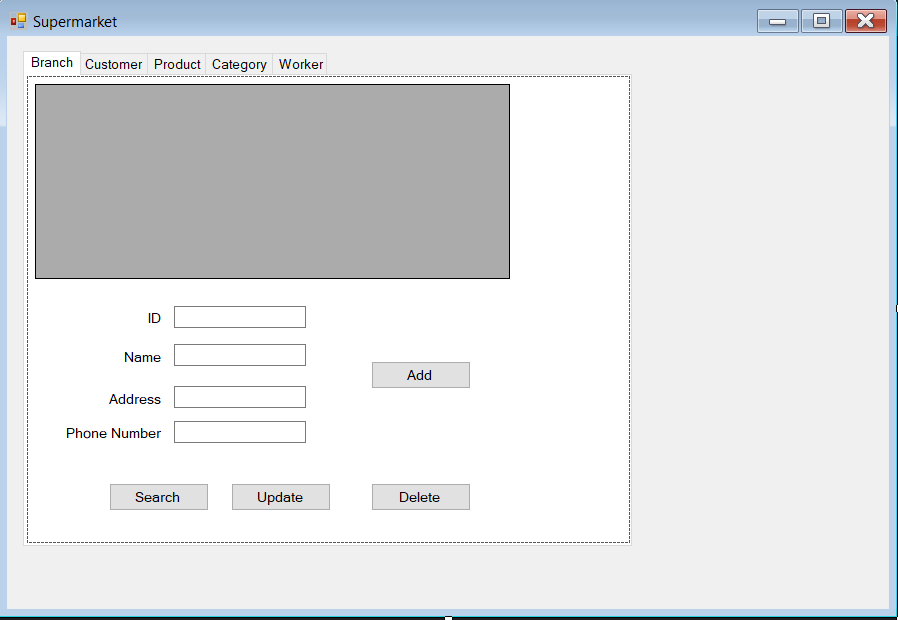 Supermarket
Branch Customer Product Category Worker
ID
Name
Add
Address
Phone Number
Search Update Delete